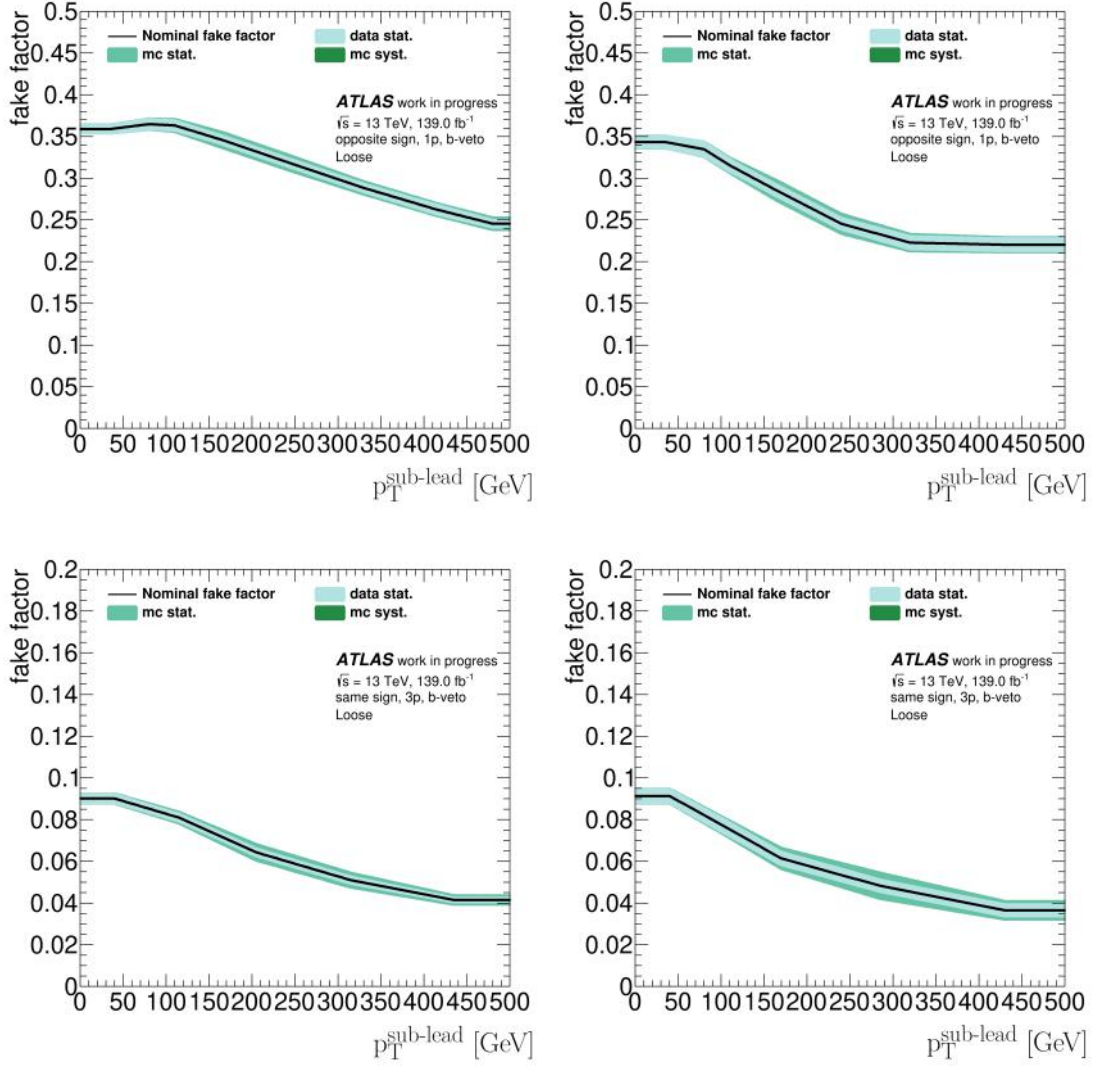 fake factor
0.5
0.45
0.4
0.35
0.3
0.25
0.2
0.15
0.1
0.05
0
Nominal fake factor
data stat.
mc stat.
mc syst.
ATLAS work in progress
√s = 13 TeV, 139.0 fb⁻¹
opposite sign, 1p, b-veto
Loose
0 50 100 150 200 250 300 350 400 450 500
p_T^sub-lead [GeV]
fake factor
0.5
0.45
0.4
0.35
0.3
0.25
0.2
0.15
0.1
0.05
0
Nominal fake factor
data stat.
mc stat.
mc syst.
ATLAS work in progress
√s = 13 TeV, 139.0 fb⁻¹
opposite sign, 1p, b-veto
Loose
0 50 100 150 200 250 300 350 400 450 500
p_T^sub-lead [GeV]
fake factor
0.2
0.18
0.16
0.14
0.12
0.1
0.08
0.06
0.04
0.02
0
Nominal fake factor
data stat.
mc stat.
mc syst.
ATLAS work in progress
√s = 13 TeV, 139.0 fb⁻¹
same sign, 3p, b-veto
Loose
0 50 100 150 200 250 300 350 400 450 500
p_T^sub-lead [GeV]
fake factor
0.2
0.18
0.16
0.14
0.12
0.1
0.08
0.06
0.04
0.02
0
Nominal fake factor
data stat.
mc stat.
mc syst.
ATLAS work in progress
√s = 13 TeV, 139.0 fb⁻¹
same sign, 3p, b-veto
Loose
0 50 100 150 200 250 300 350 400 450 500
p_T^sub-lead [GeV]